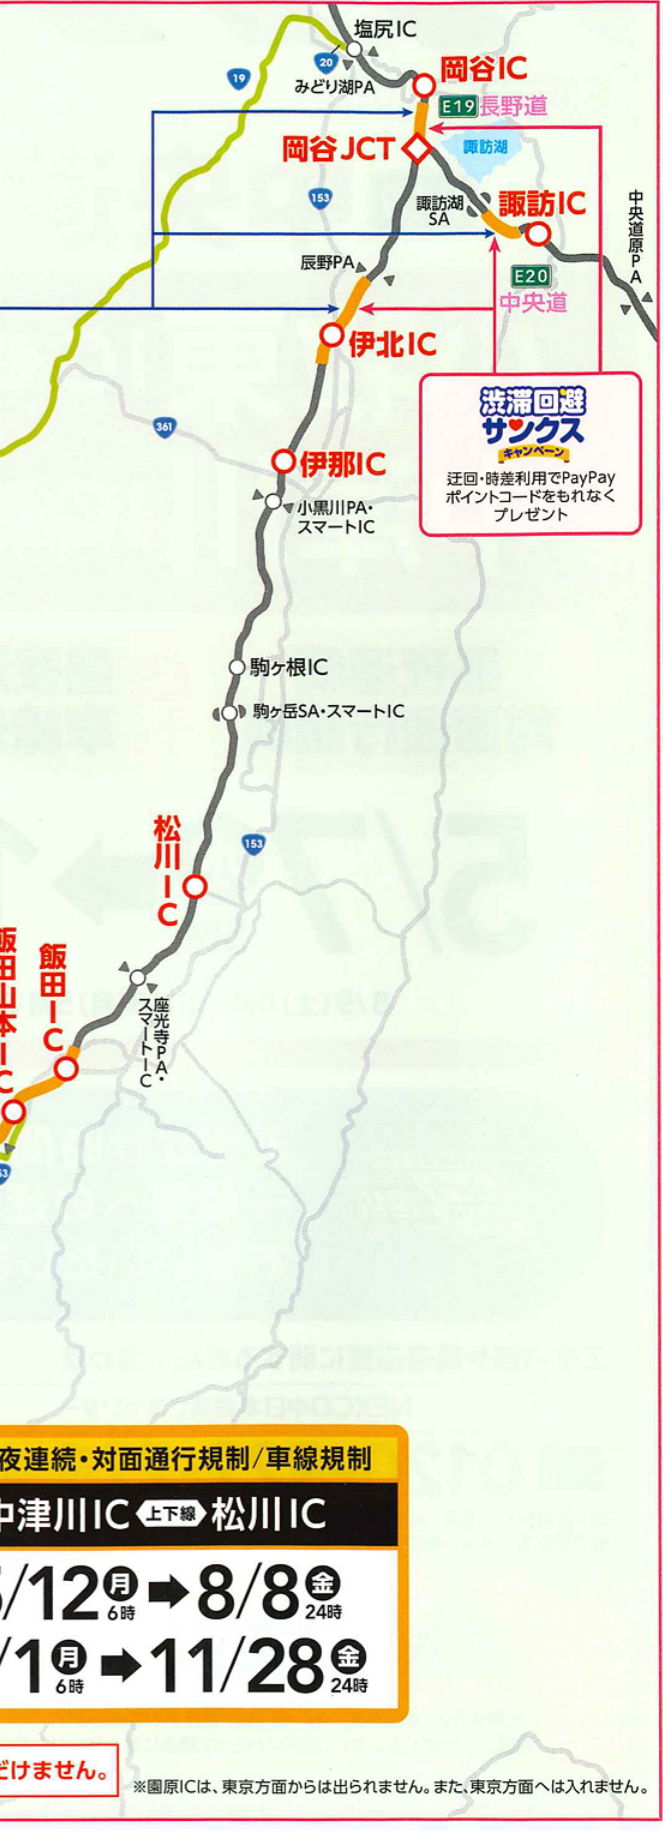 塩尻IC
20
19
みどり湖PA
岡谷IC
E19 長野道
岡谷JCT
諏訪湖
153
諏訪湖
SA
諏訪IC
中央道原PA
辰野PA
E20
中央道
伊北IC
渋滞回避
サンクス
キャンペーン
迂回・時差利用でPayPay
ポイントコードをもれなく
プレゼント
361
伊那IC
小黒川PA・
スマートIC
駒ヶ根IC
駒ヶ岳SA・スマートIC
松川IC
153
飯田IC
飯田山本IC
座光寺PA・
スマートIC
夜連続・対面通行規制/車線規制
中津川IC 上下線 松川IC
/12月6時➡8/8金24時
/1月6時➡11/28金24時
だけません。
※園原ICは、東京方面からは出られません。また、東京方面へは入れません。